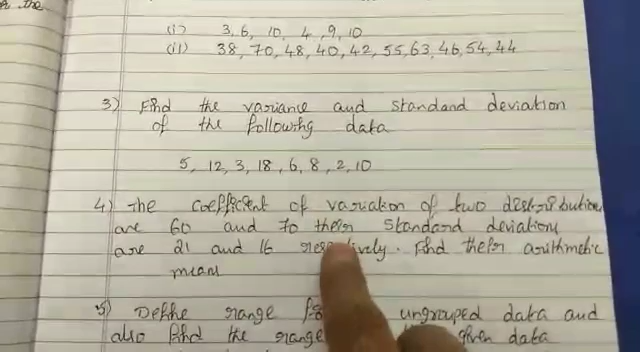 the
(i) 3, 6, 10, 4, 9, 10
(ii) 38, 70, 48, 40, 42, 55, 63, 46, 54, 44
3) Find the variance and standard deviation
of the following data
5, 12, 3, 18, 6, 8, 2, 10
4) The coefficient of variation of two distribution
are 60 and 70 their standard deviation
are 21 and 16 respectively. Find their arithmetic
mean
5) Define range ungrouped data and
also find the range given data